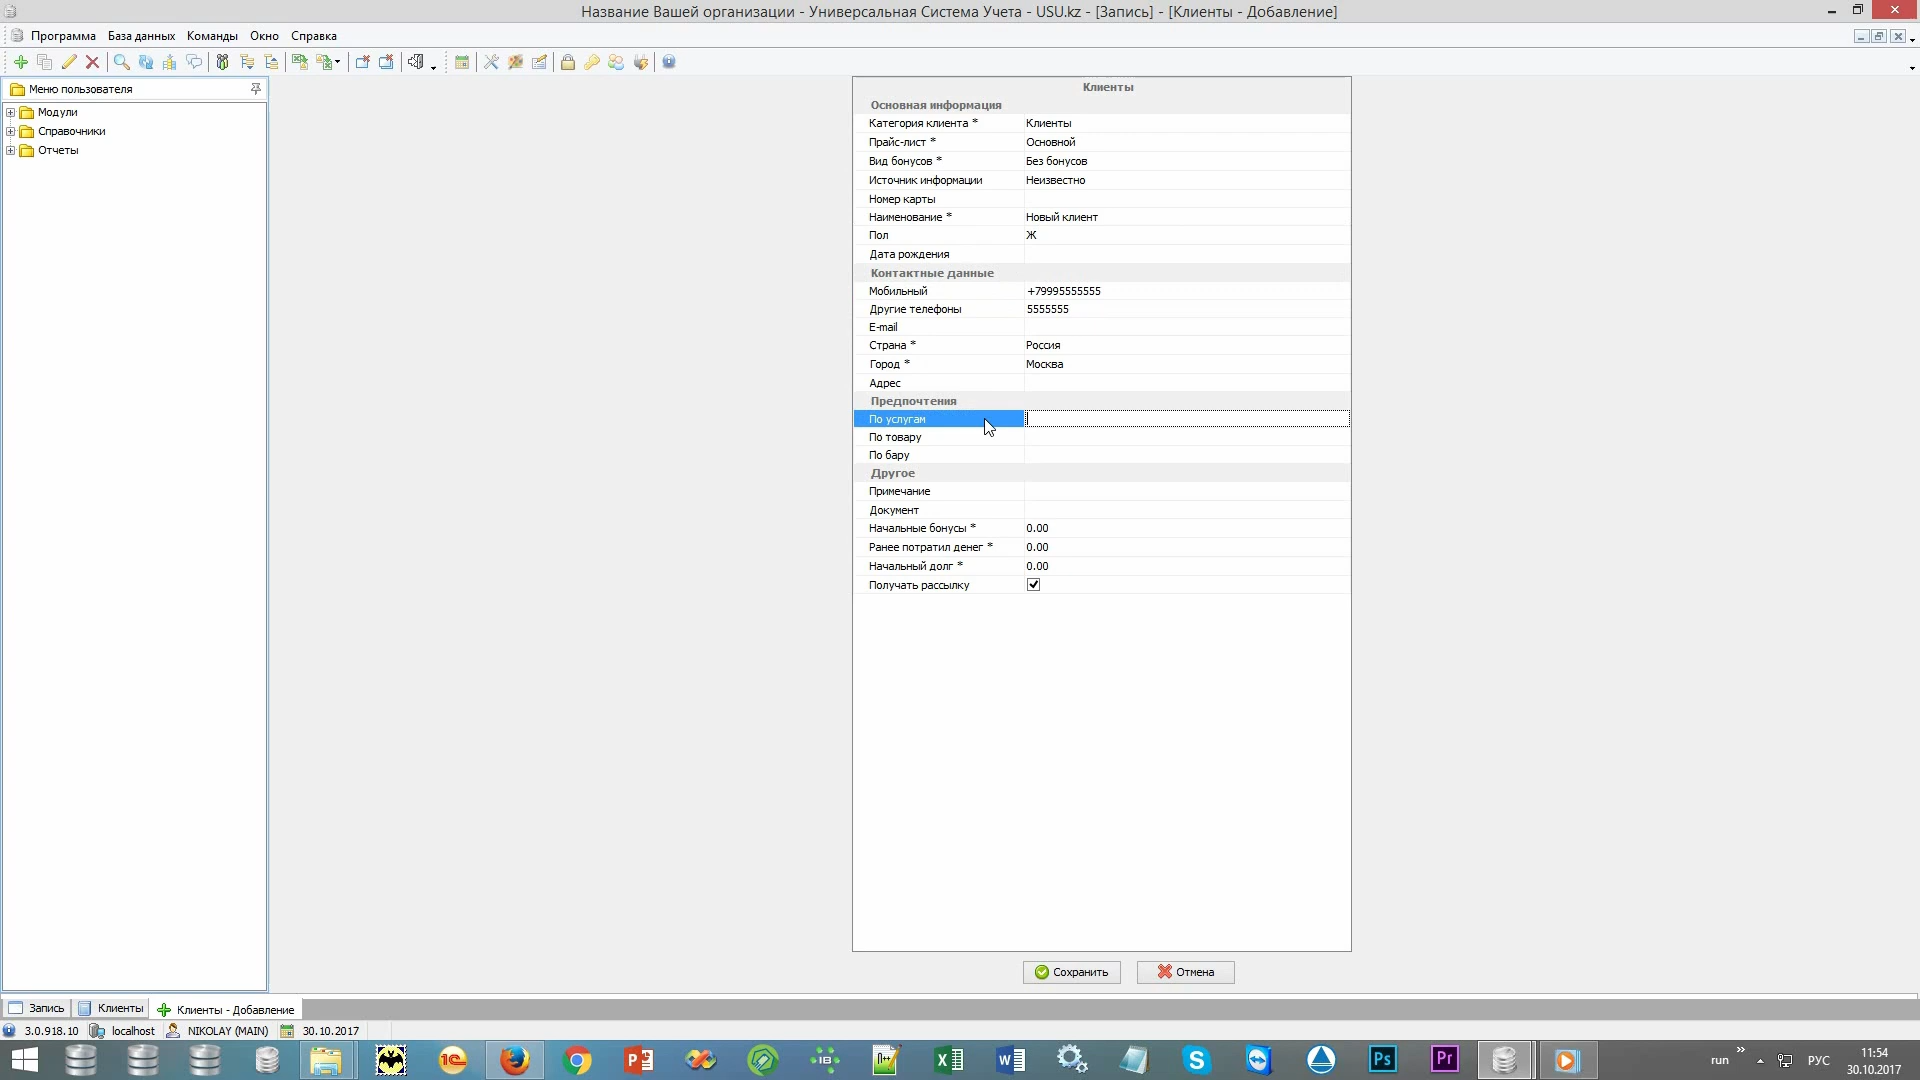 Название Вашей организации - Универсальная Система Учета - USU.kz - [Запись] - [Клиенты - Добавление]
Программа База данных Команды Окно Справка
Меню пользователя
Модули
Справочники
Отчеты
Клиенты
Основная информация
Категория клиента * Клиенты
Прайс-лист * Основной
Вид бонусов * Без бонусов
Источник информации Неизвестно
Номер карты
Наименование * Новый клиент
Пол Ж
Дата рождения
Контактные данные
Мобильный +79995555555
Другие телефоны 5555555
E-mail
Страна * Россия
Город * Москва
Адрес
Предпочтения
По услугам
По товару
По бару
Другое
Примечание
Документ
Начальные бонусы * 0.00
Ранее потратил денег * 0.00
Начальный долг * 0.00
Получать рассылку
Сохранить Отмена
Запись Клиенты Клиенты - Добавление
3.0.918.10 localhost NIKOLAY (MAIN) 30.10.2017
run » РУС 11:54
30.10.2017